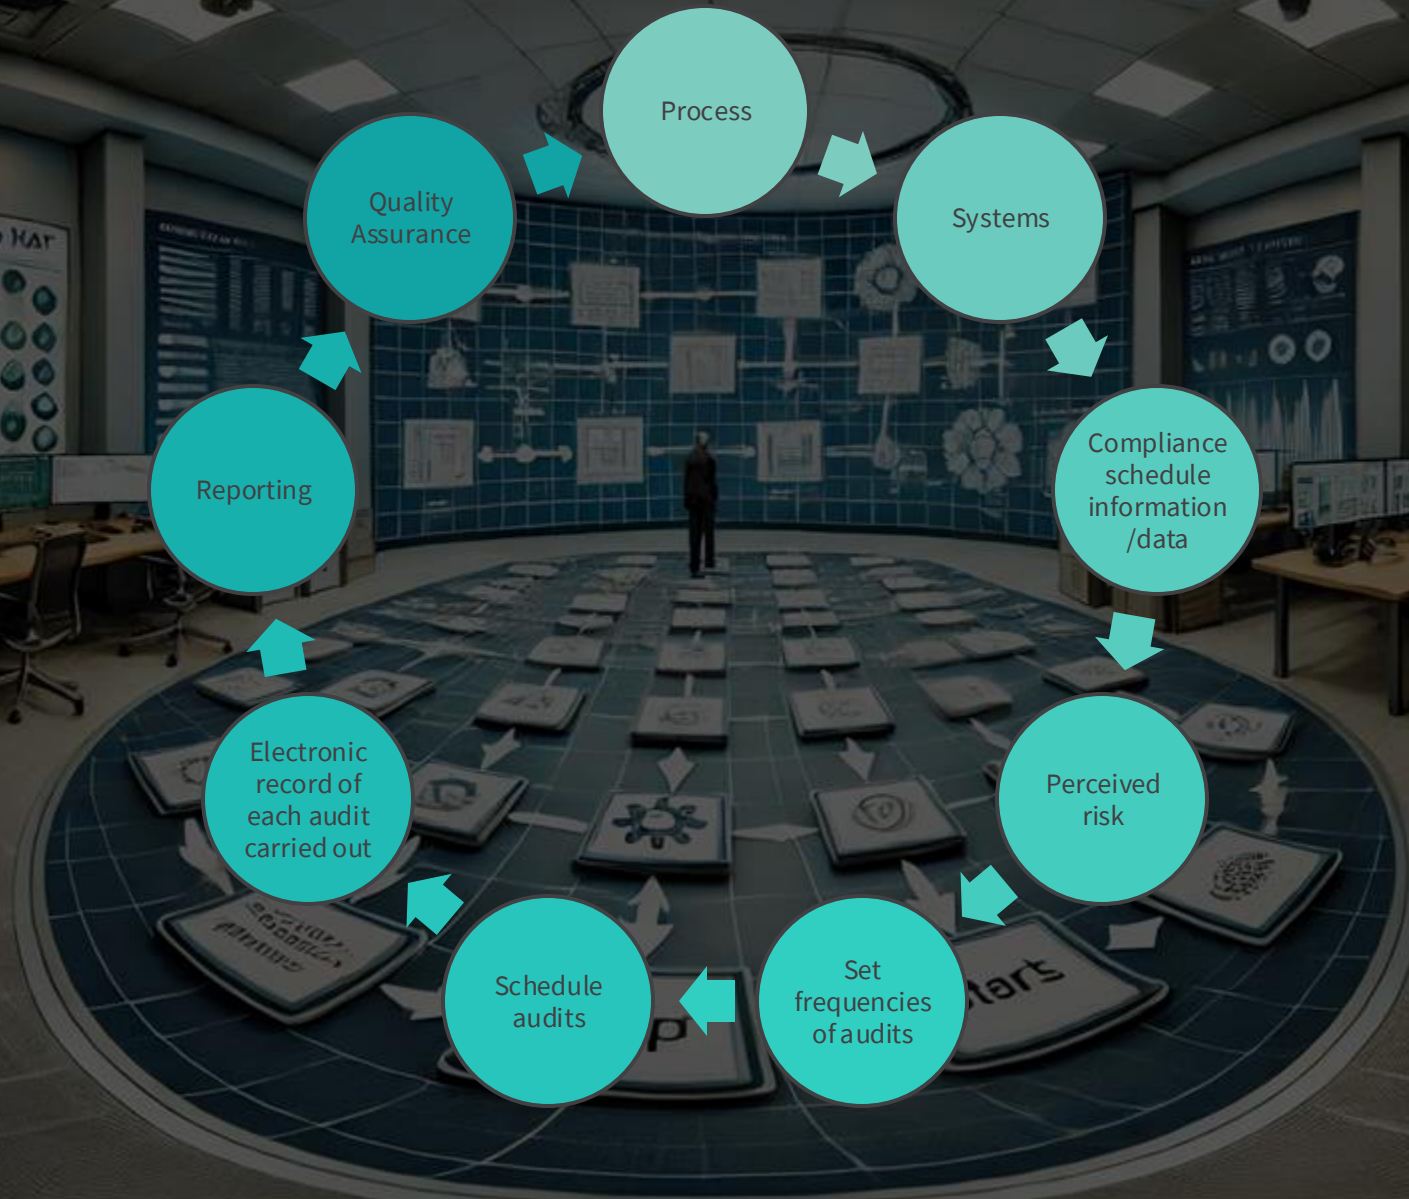 Process
Systems
Compliance
schedule
information
/data
Perceived
risk
Set
frequencies
of audits
Schedule
audits
Electronic
record of
each audit
carried out
Reporting
Quality
Assurance